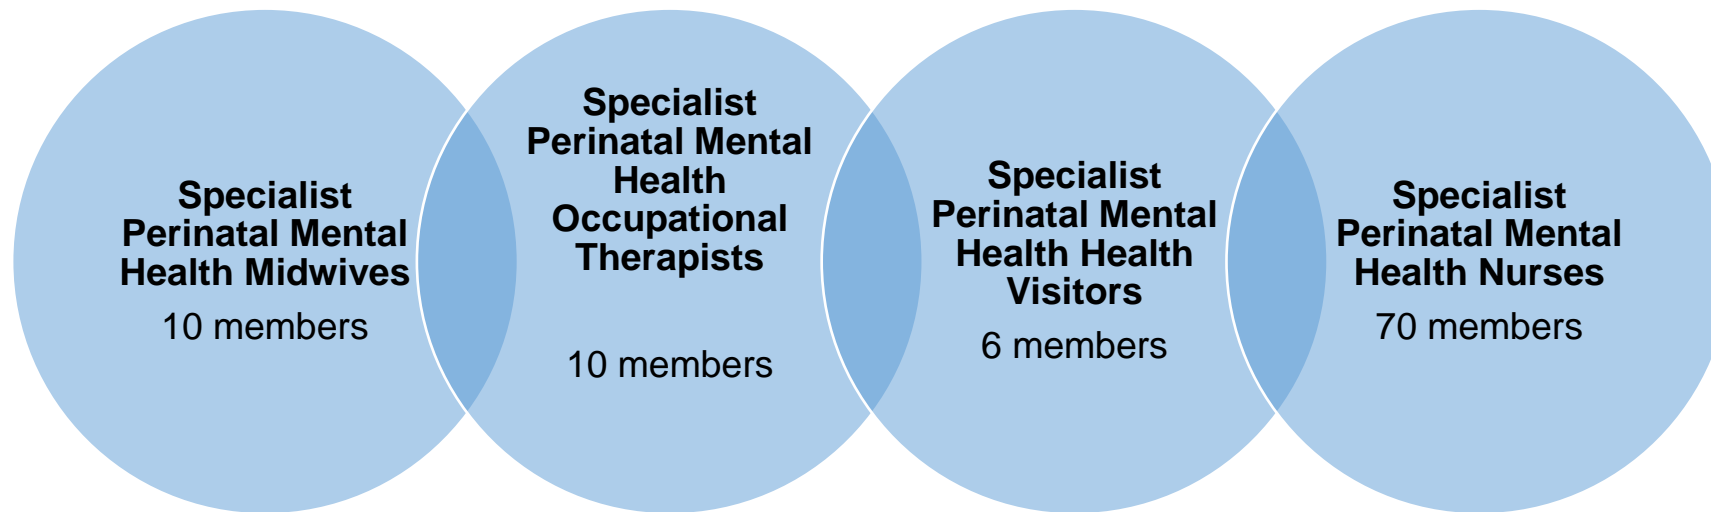 Specialist
Perinatal Mental
Health Midwives
10 members
Specialist
Perinatal Mental
Health
Occupational
Therapists
10 members
Specialist
Perinatal Mental
Health Health
Visitors
6 members
Specialist
Perinatal Mental
Health Nurses
70 members